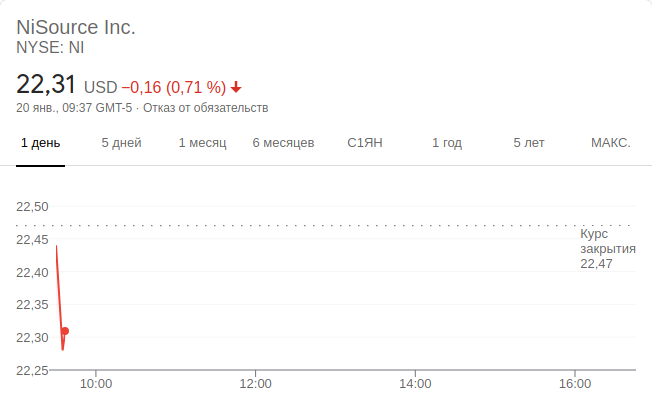 NiSource Inc.
NYSE: NI
22,31 USD −0,16 (0,71 %)
20 янв., 09:37 GMT-5 · Отказ от обязательств
1 день 5 дней 1 месяц 6 месяцев С1ЯН 1 год 5 лет МАКС.
22,50
Курс
22,45
закрытия
22,47
22,40
22,35
22,30
22,25
10:00 12:00 14:00 16:00